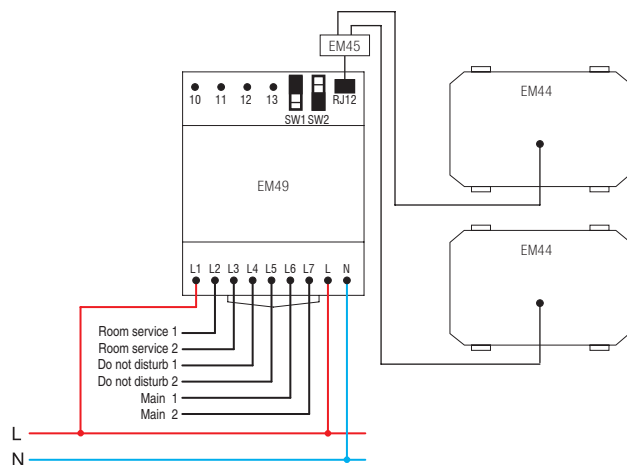 EM45
EM44
10 11 12 13 RJ12
SW1 SW2
EM49
EM44
L1 L2 L3 L4 L5 L6 L7 L N
Room service 1
Room service 2
Do not disturb 1
Do not disturb 2
Main 1
Main 2
L
N